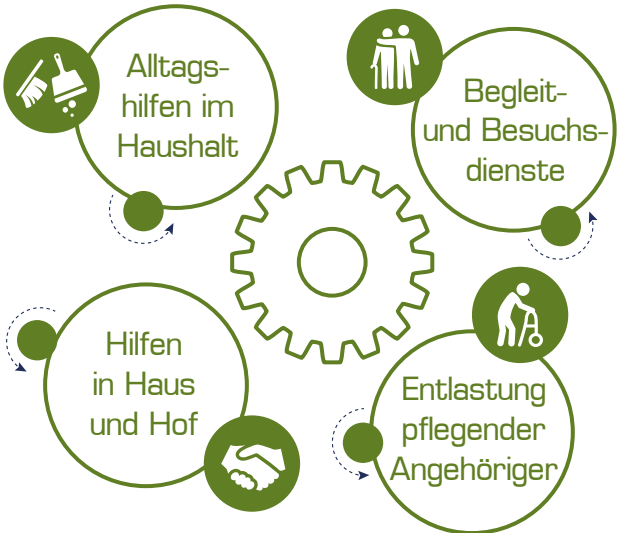 Alltags-
hilfen im
Haushalt
Begleit-
und Besuchs-
dienste
Hilfen
in Haus
und Hof
Entlastung
pflegender
Angehöriger